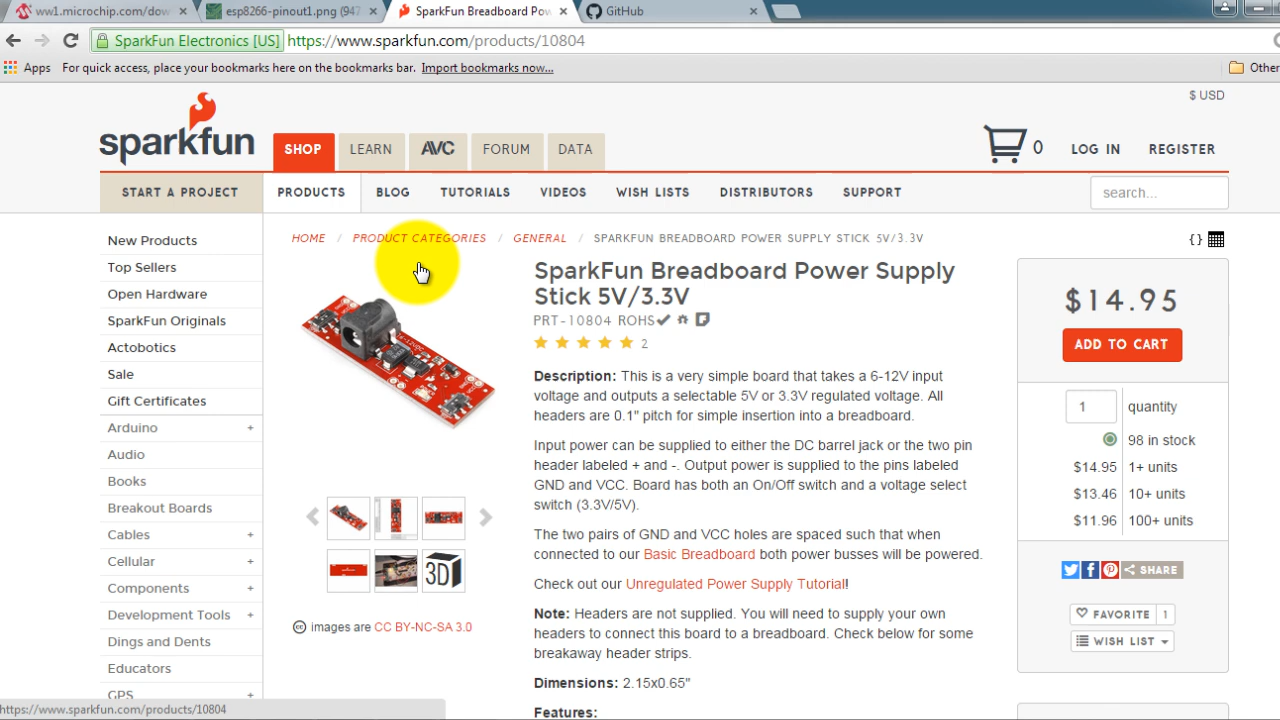 ww1.microchip.com/dow
esp8266-pinout1.png (947
SparkFun Breadboard Pow
GitHub
SparkFun Electronics [US]
https://www.sparkfun.com/products/10804
Apps
For quick access, place your bookmarks here on the bookmarks bar.
Import bookmarks now...
Other
$ USD
sparkfun
SHOP
LEARN
AVC
FORUM
DATA
0
LOG IN
REGISTER
START A PROJECT
PRODUCTS
BLOG
TUTORIALS
VIDEOS
WISH LISTS
DISTRIBUTORS
SUPPORT
search...
New Products
Top Sellers
Open Hardware
SparkFun Originals
Actobotics
Sale
Gift Certificates
Arduino +
Audio
Books
Breakout Boards
Cables +
Cellular
Components +
Development Tools +
Dings and Dents
Educators
GPS +
HOME / PRODUCT CATEGORIES / GENERAL / SPARKFUN BREADBOARD POWER SUPPLY STICK 5V/3.3V
{ }
SparkFun Breadboard Power Supply
Stick 5V/3.3V
PRT-10804 ROHS
2
Description: This is a very simple board that takes a 6-12V input
voltage and outputs a selectable 5V or 3.3V regulated voltage. All
headers are 0.1" pitch for simple insertion into a breadboard.
Input power can be supplied to either the DC barrel jack or the two pin
header labeled + and -. Output power is supplied to the pins labeled
GND and VCC. Board has both an On/Off switch and a voltage select
switch (3.3V/5V).
The two pairs of GND and VCC holes are spaced such that when
connected to our Basic Breadboard both power busses will be powered.
Check out our Unregulated Power Supply Tutorial!
Note: Headers are not supplied. You will need to supply your own
headers to connect this board to a breadboard. Check below for some
breakaway header strips.
Dimensions: 2.15x0.65"
Features:
3D
images are CC BY-NC-SA 3.0
$14.95
ADD TO CART
1 quantity
98 in stock
$14.95 1+ units
$13.46 10+ units
$11.96 100+ units
SHARE
FAVORITE 1
WISH LIST
https://www.sparkfun.com/products/10804